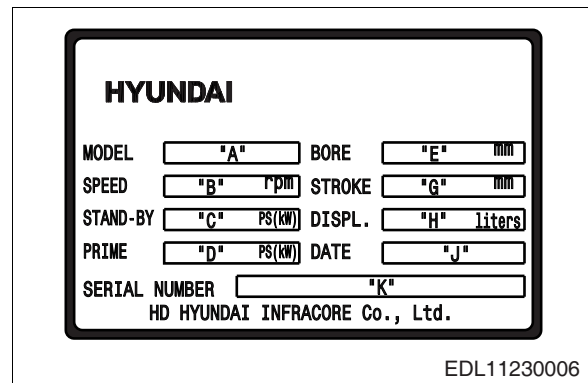 HYUNDAI
MODEL "A" BORE "E" mm
SPEED "B" rpm STROKE "G" mm
STAND-BY "C" PS(kW) DISPL. "H" liters
PRIME "D" PS(kW) DATE "J"
SERIAL NUMBER "K"
HD HYUNDAI INFRACORE Co., Ltd.
EDL11230006